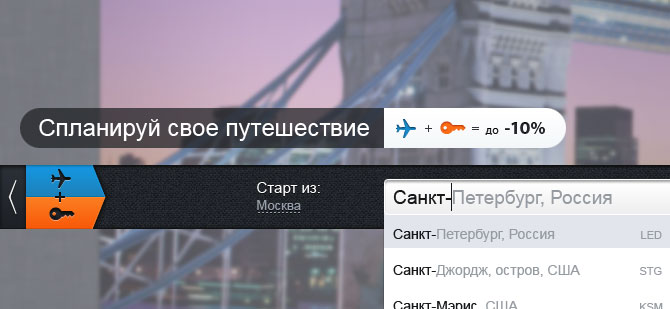 Спланируй свое путешествие
+ = до -10%
Старт из:
Москва
+
Санкт-Петербург, Россия
Санкт-Петербург, Россия LED
Санкт-Джордж, остров, США STG
Санкт-Мэрис, США KSM